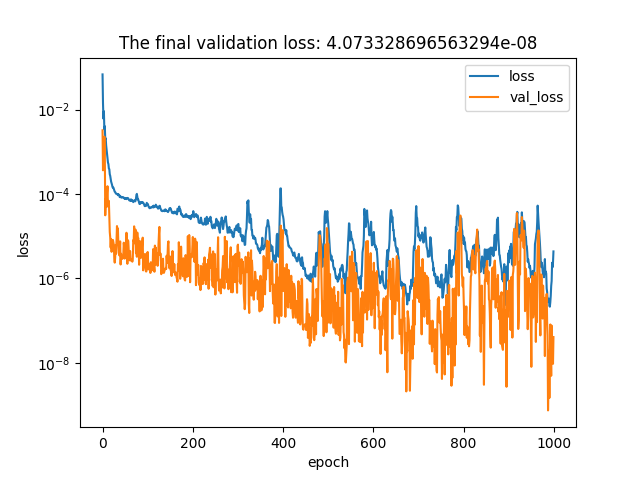 The final validation loss: 4.073328696563294e-08
loss
val_loss
10⁻²
10⁻⁴
10⁻⁶
10⁻⁸
loss
0 200 400 600 800 1000
epoch